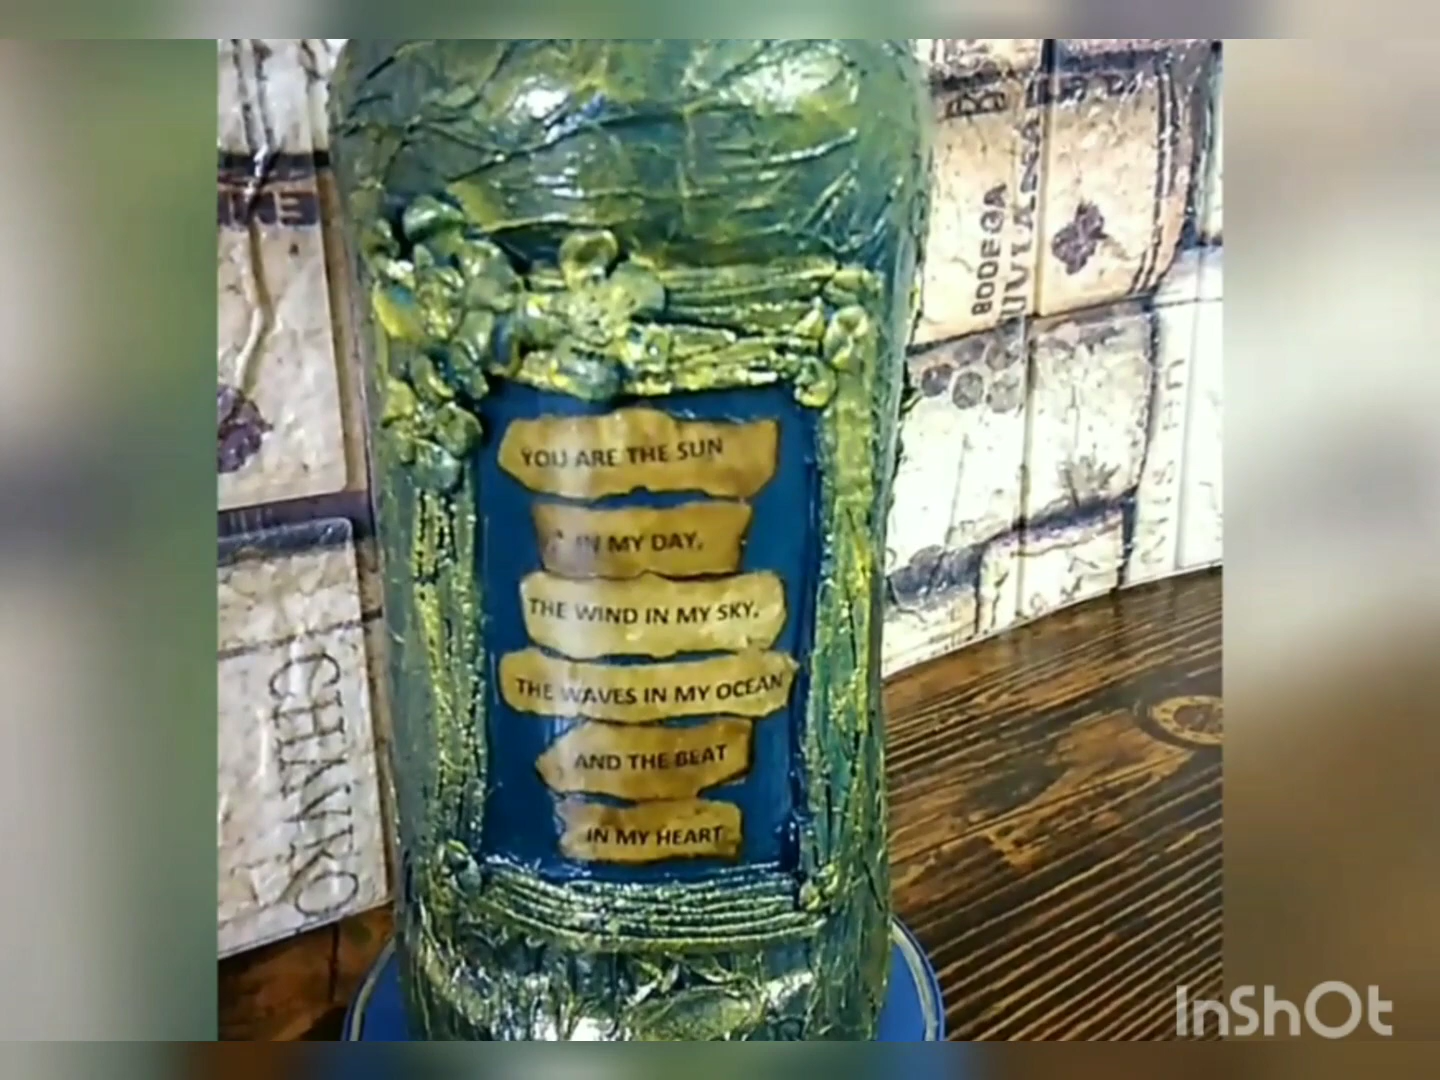 YOU ARE THE SUN
IN MY DAY,
THE WIND IN MY SKY,
THE WAVES IN MY OCEAN
AND THE BEAT
IN MY HEART
BODEGA
InShOt